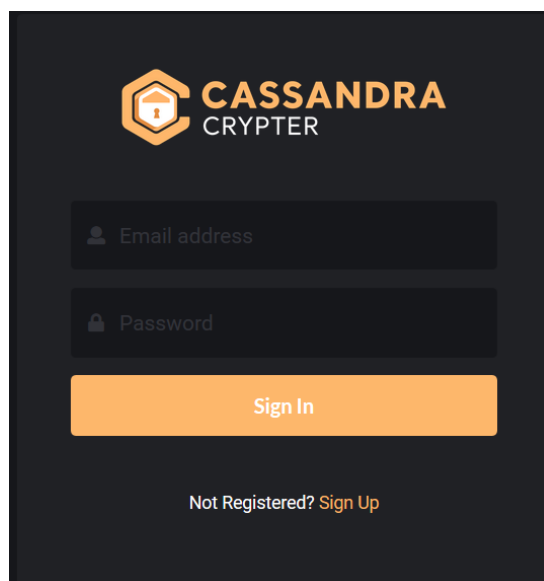 CASSANDRA
CRYPTER
Email address
Password
Sign In
Not Registered? Sign Up